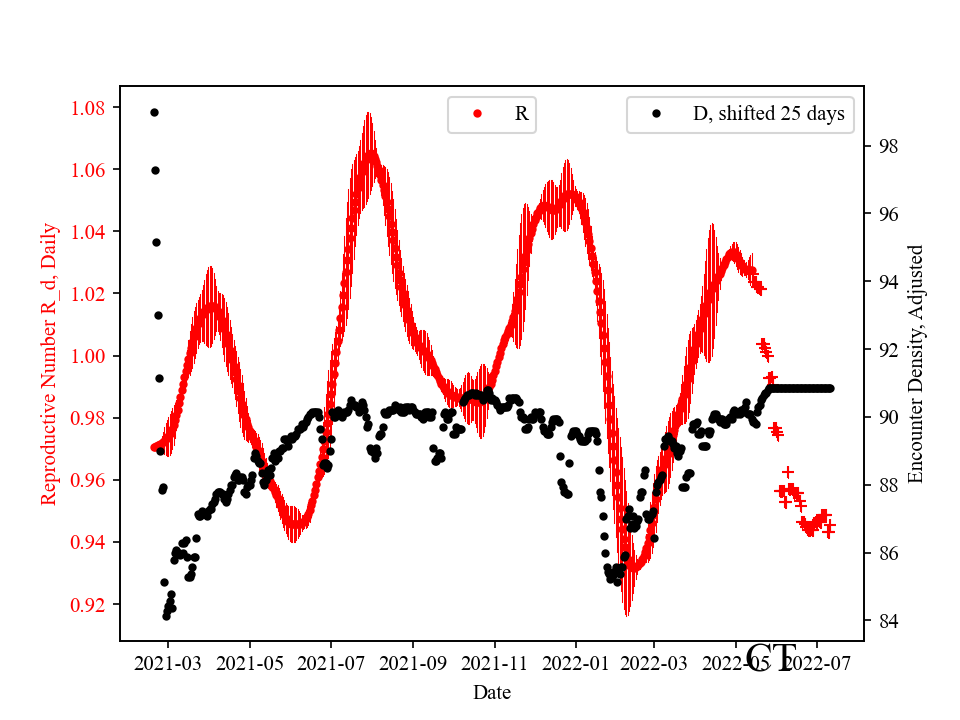 R
D, shifted 25 days
1.08
1.06
1.04
1.02
1.00
0.98
0.96
0.94
0.92
Reproductive Number R_d, Daily
98
96
94
92
90
88
86
84
Encounter Density, Adjusted
2021-03 2021-05 2021-07 2021-09 2021-11 2022-01 2022-03 2022-05 2022-07
CT
Date